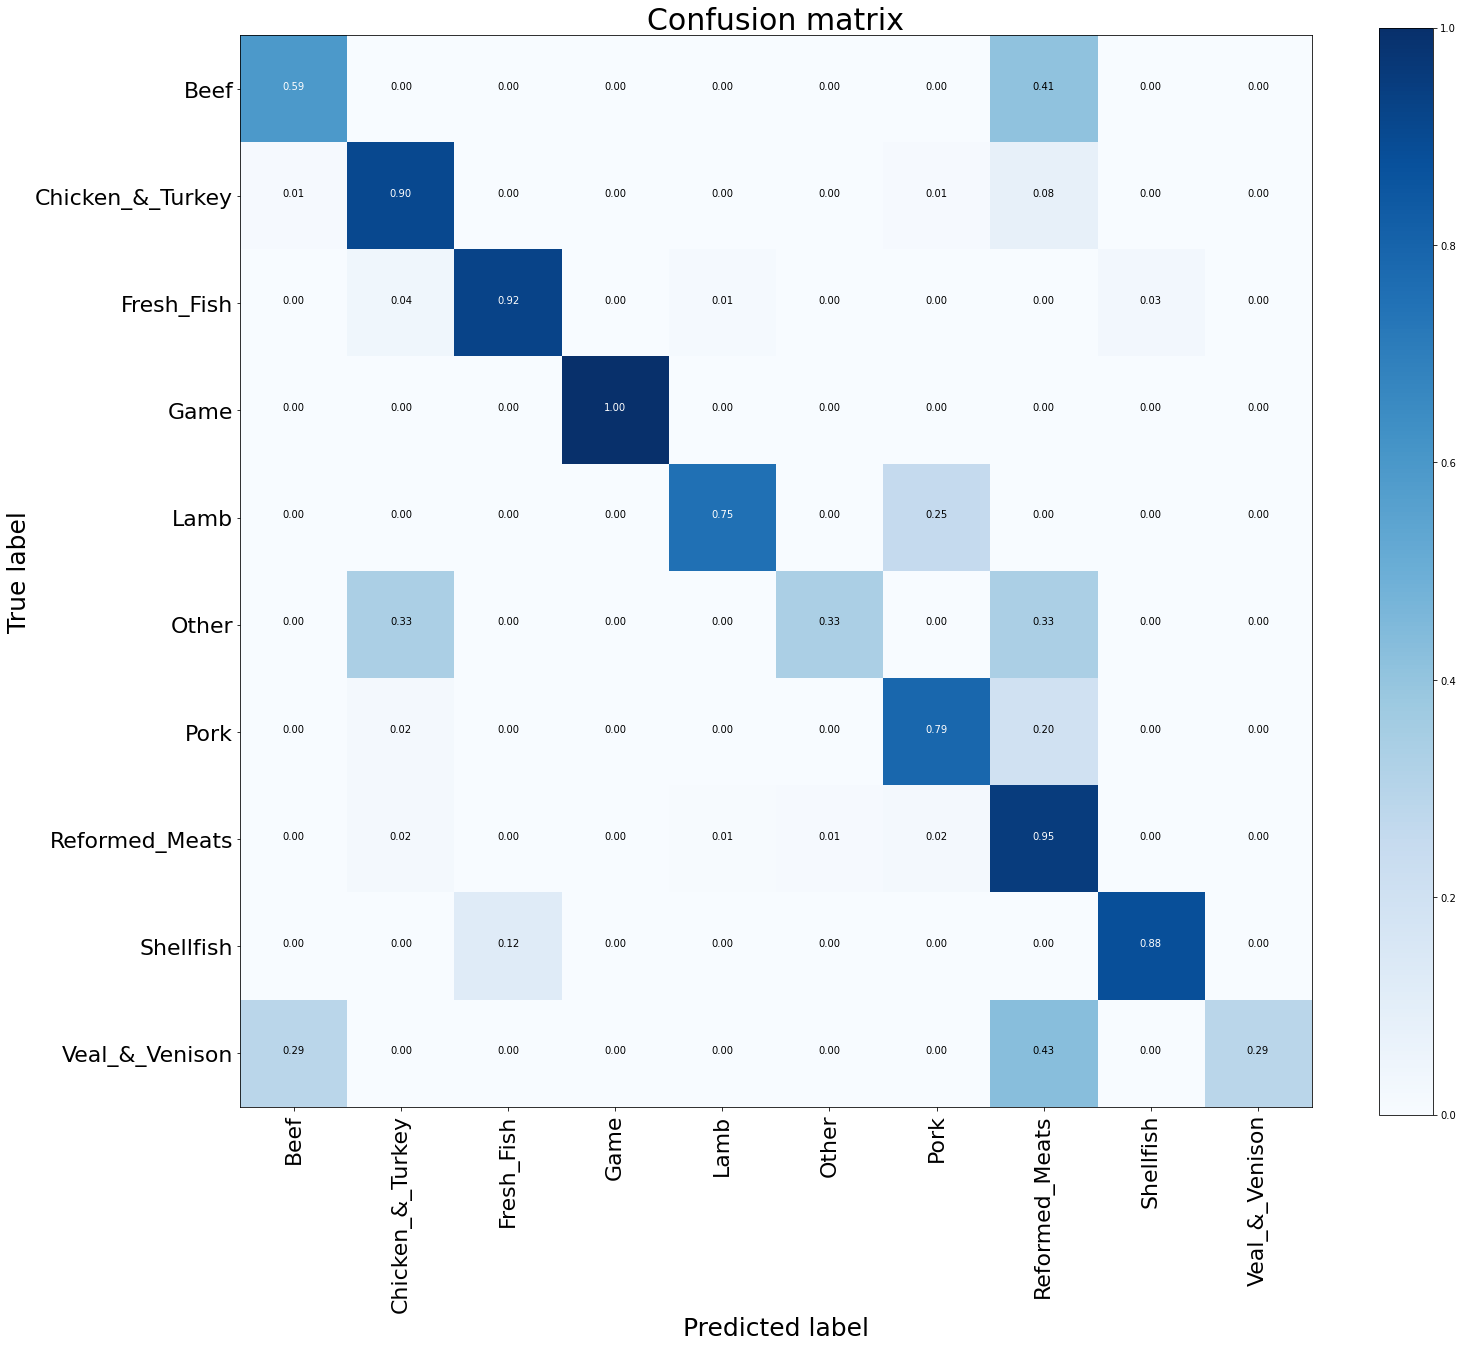 Confusion matrix
True label
Beef 0.59 0.00 0.00 0.00 0.00 0.00 0.00 0.41 0.00 0.00
Chicken_&_Turkey 0.01 0.90 0.00 0.00 0.00 0.00 0.01 0.08 0.00 0.00
Fresh_Fish 0.00 0.04 0.92 0.00 0.01 0.00 0.00 0.00 0.03 0.00
Game 0.00 0.00 0.00 1.00 0.00 0.00 0.00 0.00 0.00 0.00
Lamb 0.00 0.00 0.00 0.00 0.75 0.00 0.25 0.00 0.00 0.00
Other 0.00 0.33 0.00 0.00 0.00 0.33 0.00 0.33 0.00 0.00
Pork 0.00 0.02 0.00 0.00 0.00 0.00 0.79 0.20 0.00 0.00
Reformed_Meats 0.00 0.02 0.00 0.00 0.01 0.01 0.02 0.95 0.00 0.00
Shellfish 0.00 0.00 0.12 0.00 0.00 0.00 0.00 0.00 0.88 0.00
Veal_&_Venison 0.29 0.00 0.00 0.00 0.00 0.00 0.00 0.43 0.00 0.29
Beef
Chicken_&_Turkey
Fresh_Fish
Game
Lamb
Other
Pork
Reformed_Meats
Shellfish
Veal_&_Venison
Predicted label
1.0
0.8
0.6
0.4
0.2
0.0